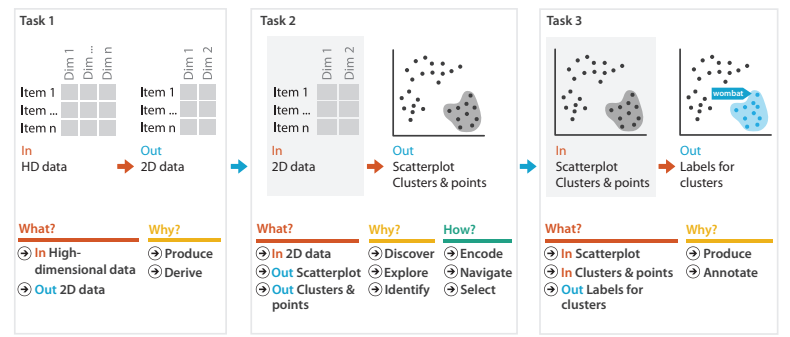 Task 1
Dim 1
Dim ...
Dim n
Dim 1
Dim 2
Item 1
Item ...
Item n
Item 1
Item ...
Item n
In
HD data
Out
2D data
What?
In High-
dimensional data
Out 2D data
Why?
Produce
Derive
Task 2
Dim 1
Dim 2
Item 1
Item ...
Item n
In
2D data
Out
Scatterplot
Clusters & points
What?
In 2D data
Out Scatterplot
Out Clusters &
points
Why?
Discover
Explore
Identify
How?
Encode
Navigate
Select
Task 3
wombat
In
Scatterplot
Clusters & points
Out
Labels for
clusters
What?
In Scatterplot
In Clusters & points
Out Labels for
clusters
Why?
Produce
Annotate